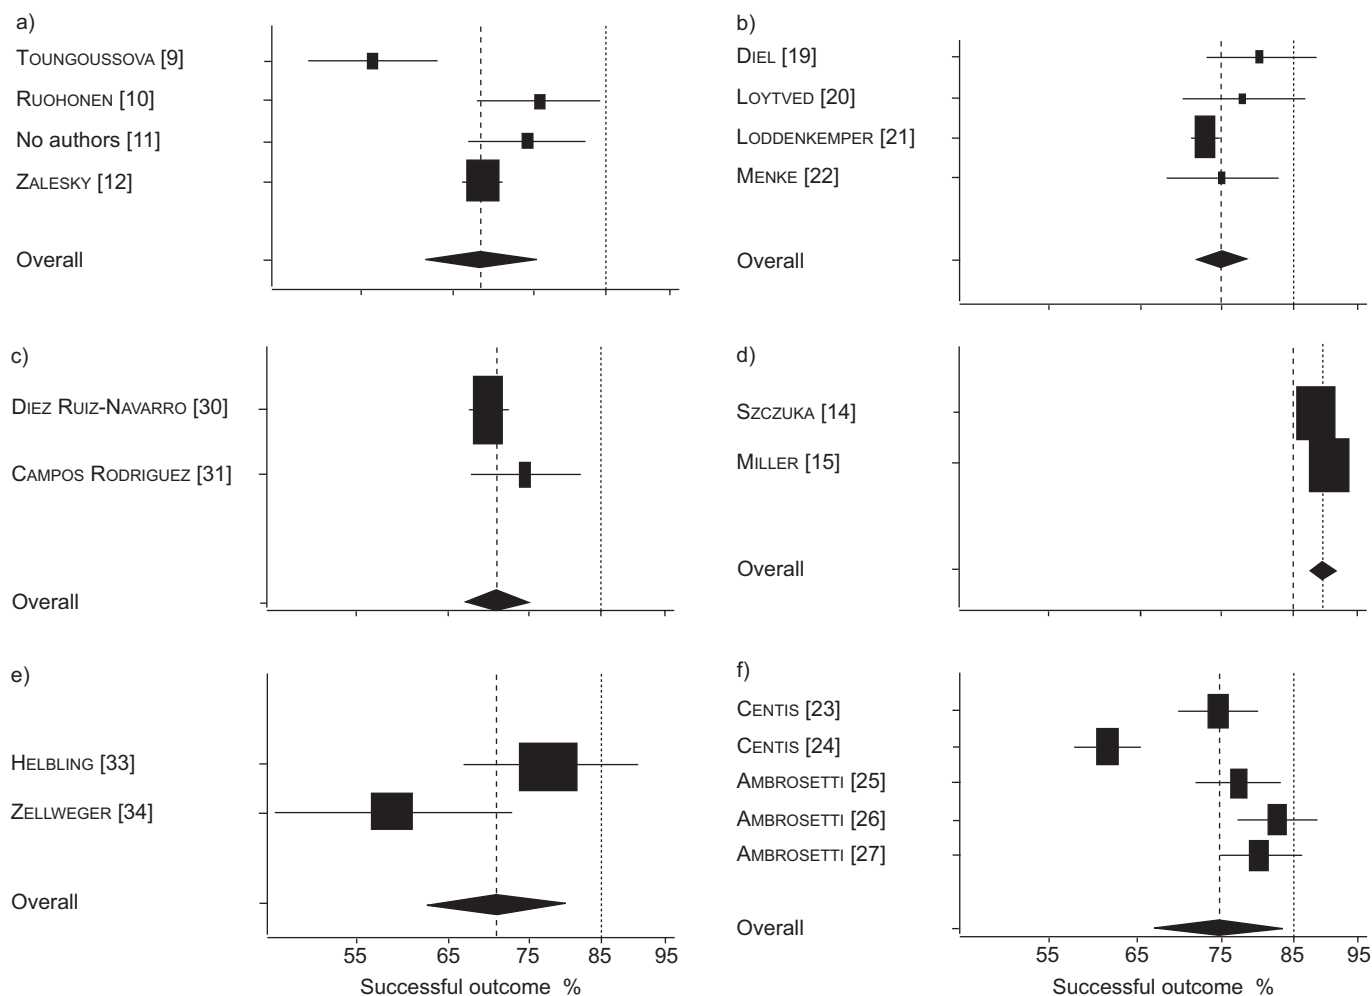 a)
TOUNGOUSSOVA [9]
RUOHONEN [10]
No authors [11]
ZALESKY [12]
Overall
b)
DIEL [19]
LOYTVED [20]
LODDENKEMPER [21]
MENKE [22]
Overall
c)
DIEZ RUIZ-NAVARRO [30]
CAMPOS RODRIGUEZ [31]
Overall
d)
SZCZUKA [14]
MILLER [15]
Overall
e)
HELBLING [33]
ZELLWEGER [34]
Overall
55 65 75 85 95
Successful outcome %
f)
CENTIS [23]
CENTIS [24]
AMBROSETTI [25]
AMBROSETTI [26]
AMBROSETTI [27]
Overall
55 65 75 85 95
Successful outcome %